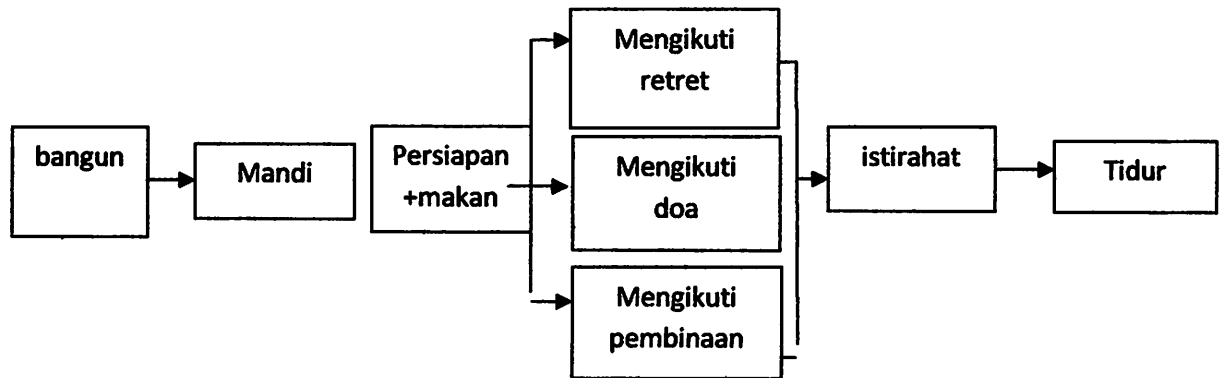 bangun
Mandi
Persiapan
+makan
Mengikuti
retret
Mengikuti
doa
Mengikuti
pembinaan
istirahat
Tidur